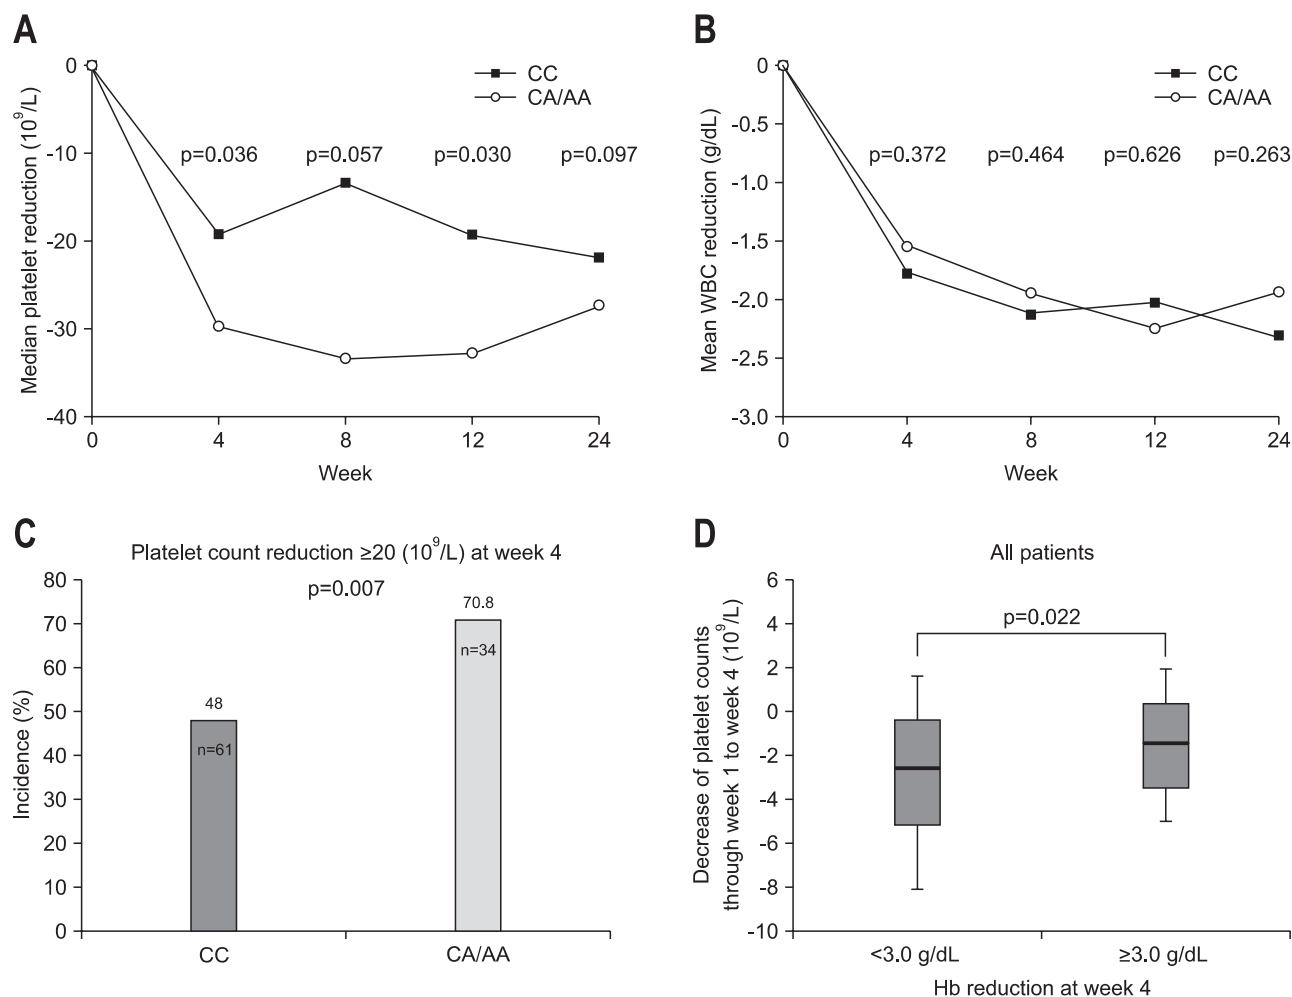 A
Median platelet reduction (10⁹/L)
0
-10
-20
-30
-40
CC
CA/AA
p=0.036 p=0.057 p=0.030 p=0.097
0 4 8 12 24
Week
B
Mean WBC reduction (g/dL)
0
-0.5
-1.0
-1.5
-2.0
-2.5
-3.0
CC
CA/AA
p=0.372 p=0.464 p=0.626 p=0.263
0 4 8 12 24
Week
C
Platelet count reduction ≥20 (10⁹/L) at week 4
Incidence (%)
80
70
60
50
40
30
20
10
0
p=0.007
48
n=61
70.8
n=34
CC CA/AA
D
All patients
Decrease of platelet counts
through week 1 to week 4 (10⁹/L)
6
4
2
0
-2
-4
-6
-8
-10
p=0.022
<3.0 g/dL ≥3.0 g/dL
Hb reduction at week 4